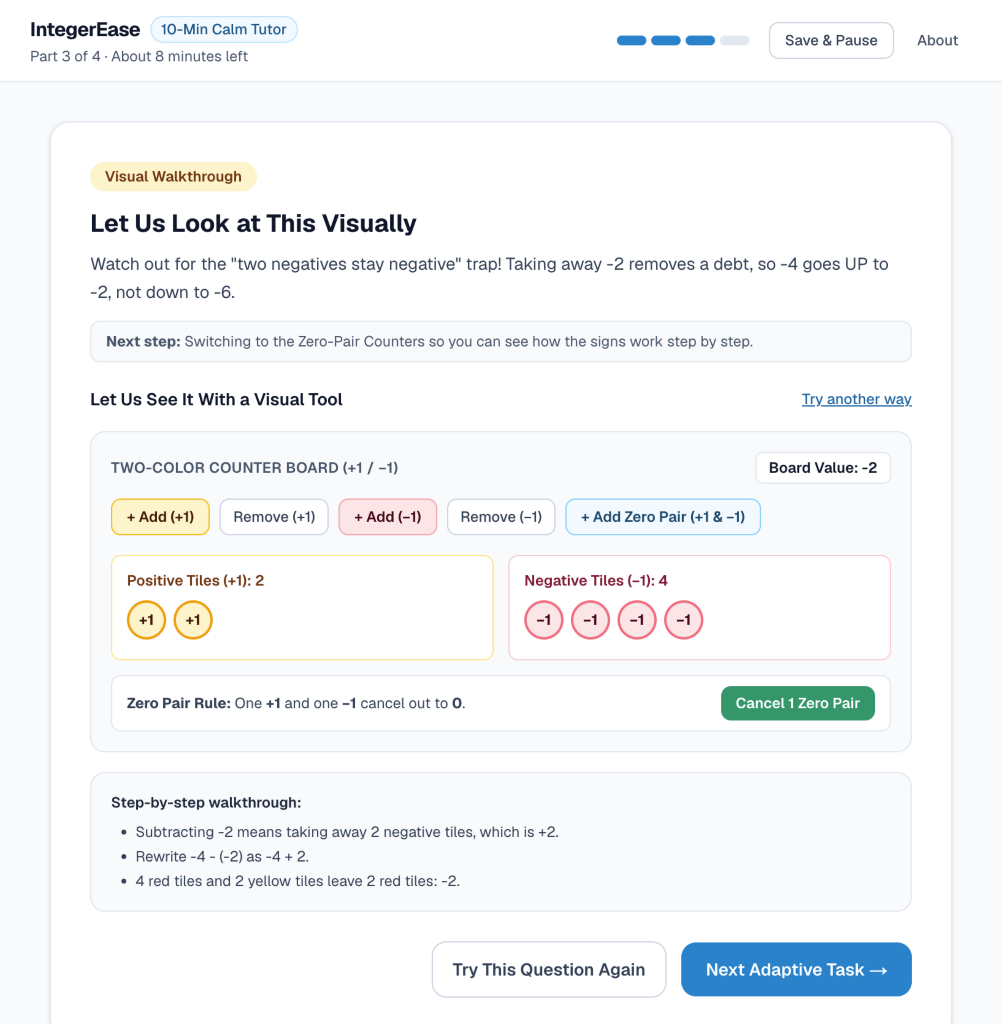 IntegerEase 10-Min Calm Tutor
Part 3 of 4 · About 8 minutes left
Save & Pause
About
Visual Walkthrough
Let Us Look at This Visually
Watch out for the "two negatives stay negative" trap! Taking away -2 removes a debt, so -4 goes UP to
-2, not down to -6.
Next step: Switching to the Zero-Pair Counters so you can see how the signs work step by step.
Let Us See It With a Visual Tool
Try another way
TWO-COLOR COUNTER BOARD (+1 / −1)
Board Value: -2
+ Add (+1)
Remove (+1)
+ Add (−1)
Remove (−1)
+ Add Zero Pair (+1 & −1)
Positive Tiles (+1): 2
+1 +1
Negative Tiles (−1): 4
−1 −1 −1 −1
Zero Pair Rule: One +1 and one −1 cancel out to 0.
Cancel 1 Zero Pair
Step-by-step walkthrough:
• Subtracting -2 means taking away 2 negative tiles, which is +2.
• Rewrite -4 - (-2) as -4 + 2.
• 4 red tiles and 2 yellow tiles leave 2 red tiles: -2.
Try This Question Again
Next Adaptive Task →